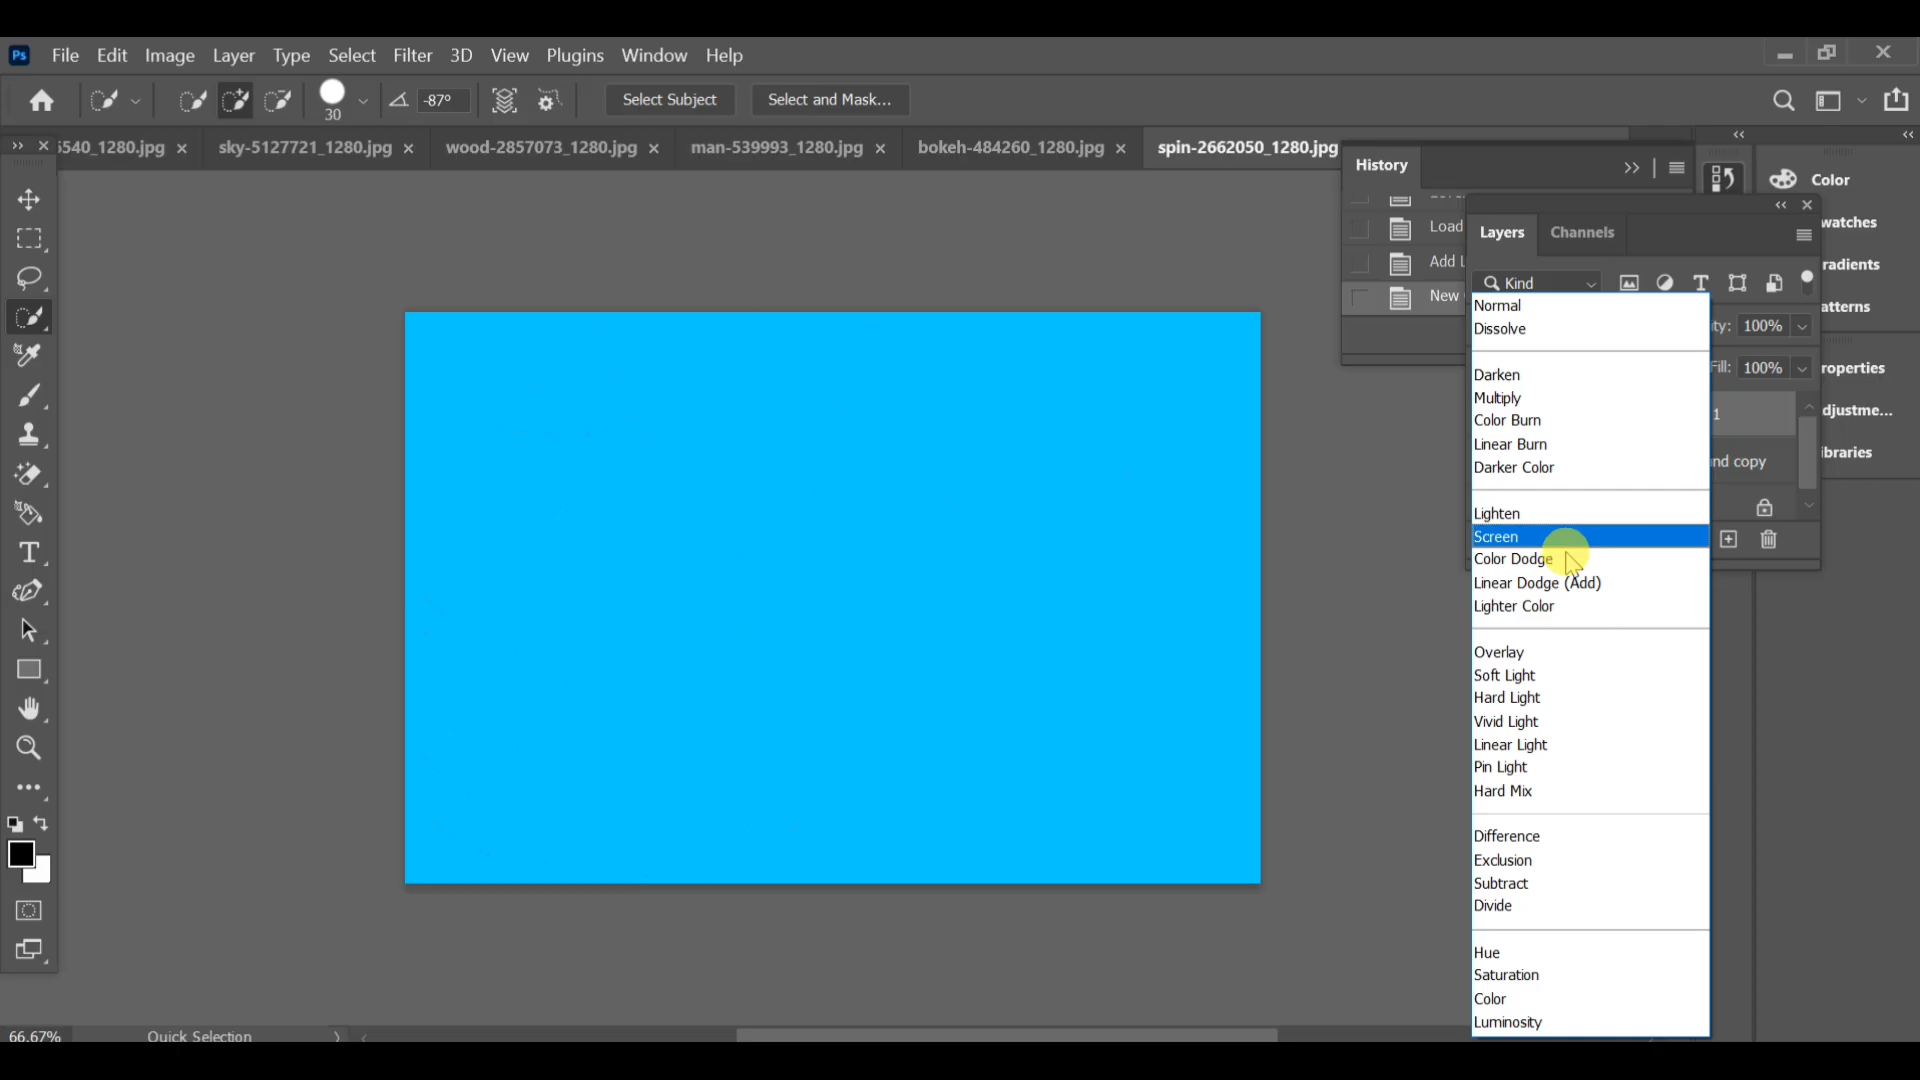 Ps File Edit Image Layer Type Select Filter 3D View Plugins Window Help
30
-87°
Select Subject
Select and Mask...
5540_1280.jpg
sky-5127721_1280.jpg
wood-2857073_1280.jpg
man-539993_1280.jpg
bokeh-484260_1280.jpg
spin-2662050_1280.jpg
History
Load
Add L
New
Layers
Channels
Kind
Normal
Dissolve
Darken
Multiply
Color Burn
Linear Burn
Darker Color
Lighten
Screen
Color Dodge
Linear Dodge (Add)
Lighter Color
Overlay
Soft Light
Hard Light
Vivid Light
Linear Light
Pin Light
Hard Mix
Difference
Exclusion
Subtract
Divide
Hue
Saturation
Color
Luminosity
ity: 100%
Fill: 100%
1
nd copy
Color
watches
radients
atterns
roperties
djustme...
ibraries
66.67%
Quick Selection